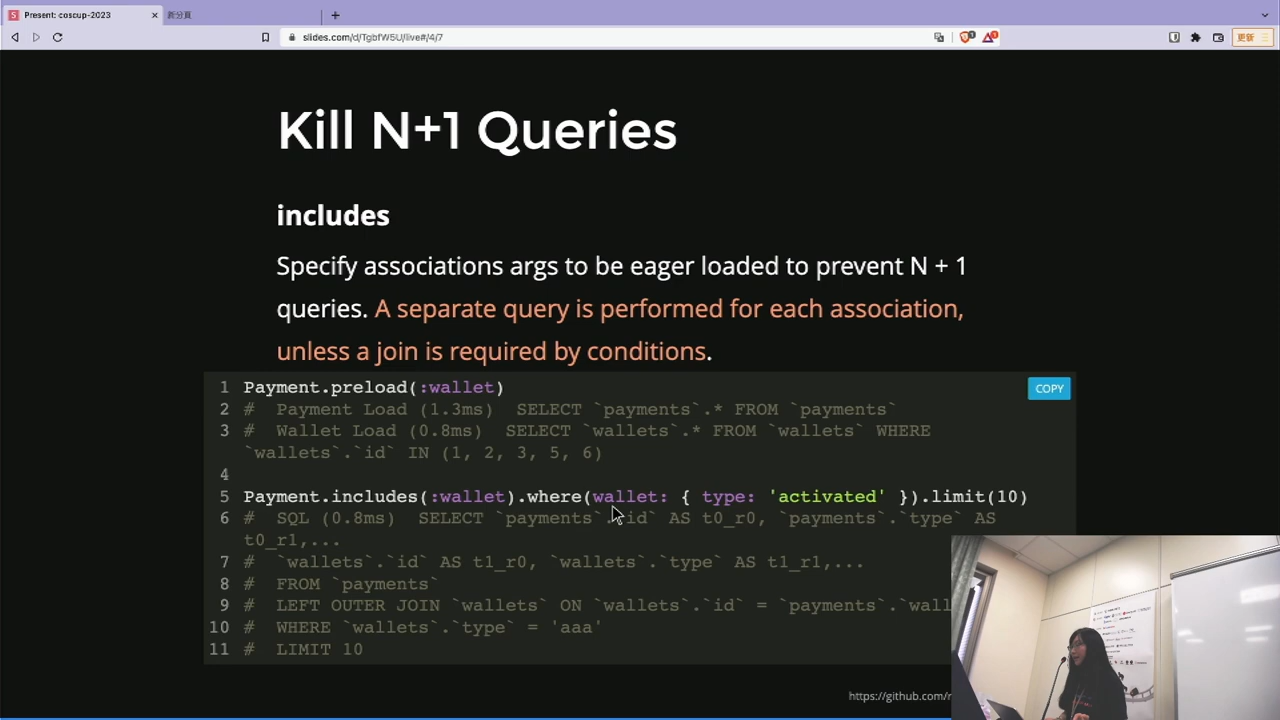 Present: coscup-2023
新分頁
slides.com/d/TgbfW5U/live#/4/7
更新
Kill N+1 Queries
includes
Specify associations args to be eager loaded to prevent N + 1
queries. A separate query is performed for each association,
unless a join is required by conditions.
COPY
1 Payment.preload(:wallet)
2 #  Payment Load (1.3ms)  SELECT `payments`.* FROM `payments`
3 #  Wallet Load (0.8ms)  SELECT `wallets`.* FROM `wallets` WHERE
`wallets`.`id` IN (1, 2, 3, 5, 6)
4
5 Payment.includes(:wallet).where(wallet: { type: 'activated' }).limit(10)
6 #  SQL (0.8ms)  SELECT `payments`.`id` AS t0_r0, `payments`.`type` AS
t0_r1,...
7 #  `wallets`.`id` AS t1_r0, `wallets`.`type` AS t1_r1,...
8 #  FROM `payments`
9 #  LEFT OUTER JOIN `wallets` ON `wallets`.`id` = `payments`.`wall
10 #  WHERE `wallets`.`type` = 'aaa'
11 #  LIMIT 10
https://github.com/r